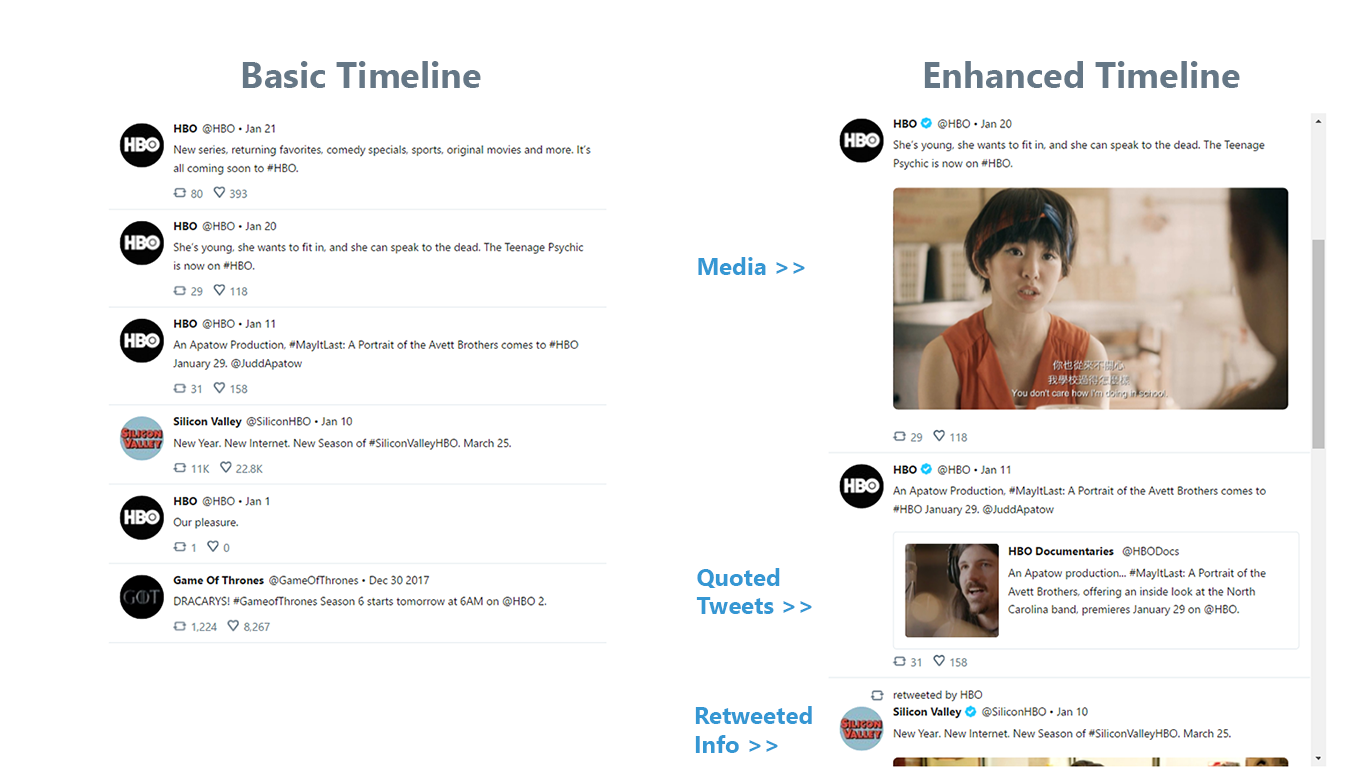 Basic Timeline
HBO @HBO • Jan 21
New series, returning favorites, comedy specials, sports, original movies and more. It's
all coming soon to #HBO.
80 393
HBO @HBO • Jan 20
She's young, she wants to fit in, and she can speak to the dead. The Teenage Psychic
is now on #HBO.
29 118
HBO @HBO • Jan 11
An Apatow Production, #MayItLast: A Portrait of the Avett Brothers comes to #HBO
January 29. @JuddApatow
31 158
Silicon Valley @SiliconHBO • Jan 10
New Year. New Internet. New Season of #SiliconValleyHBO. March 25.
11K 22.8K
HBO @HBO • Jan 1
Our pleasure.
1 0
Game Of Thrones @GameOfThrones • Dec 30 2017
DRACARYS! #GameofThrones Season 6 starts tomorrow at 6AM on @HBO 2.
1,224 8,267
HBO
HBO
HBO
SILICON
VALLEY
HBO
GOT
Enhanced Timeline
HBO @HBO • Jan 20
She's young, she wants to fit in, and she can speak to the dead. The Teenage
Psychic is now on #HBO.
HBO
Media >>
你也從來不關心
我學校過得怎麼樣
You don't care how I'm doing in school.
29 118
HBO @HBO • Jan 11
An Apatow Production, #MayItLast: A Portrait of the Avett Brothers comes to
#HBO January 29. @JuddApatow
HBO
Quoted
Tweets >>
HBO Documentaries @HBODocs
An Apatow production... #MayItLast: A Portrait of the
Avett Brothers, offering an inside look at the North
Carolina band, premieres January 29 on @HBO.
31 158
Retweeted
Info >>
retweeted by HBO
Silicon Valley @SiliconHBO • Jan 10
New Year. New Internet. New Season of #SiliconValleyHBO. March 25.
SILICON
VALLEY